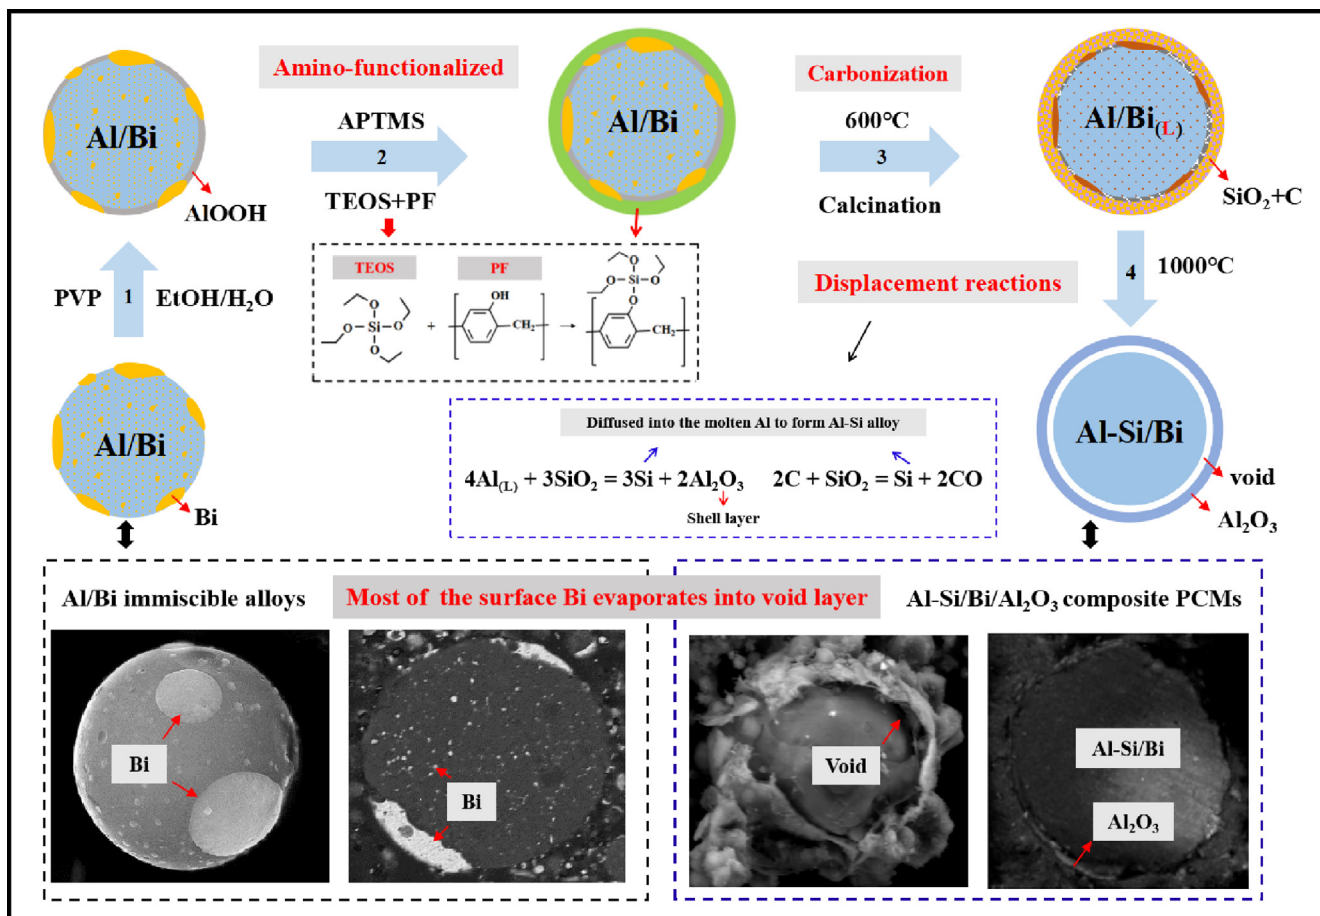 Amino-functionalized
Carbonization
Al/Bi
APTMS
2
TEOS+PF
Al/Bi
600°C
3
Calcination
Al/Bi(L)
SiO2+C
AlOOH
PVP
1
EtOH/H2O
TEOS
PF
O
O
Si
O
O
+
OH
CH2
→
O
O
Si
O
O
CH2
Displacement reactions
4
1000°C
Al/Bi
Bi
Diffused into the molten Al to form Al-Si alloy
4Al(L) + 3SiO2 = 3Si + 2Al2O3
2C + SiO2 = Si + 2CO
Shell layer
Al-Si/Bi
void
Al2O3
Al/Bi immiscible alloys
Most of the surface Bi evaporates into void layer
Al-Si/Bi/Al2O3 composite PCMs
Bi
Bi
Void
Al-Si/Bi
Al2O3